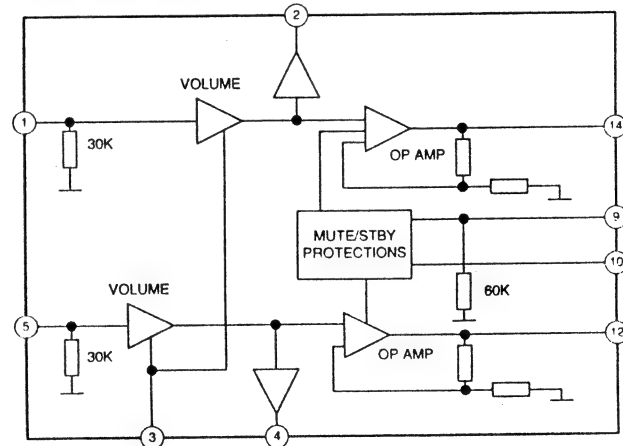 2
VOLUME
1
30K
OP AMP
14
9
MUTE/STBY
PROTECTIONS
10
60K
VOLUME
5
30K
OP AMP
12
3
4